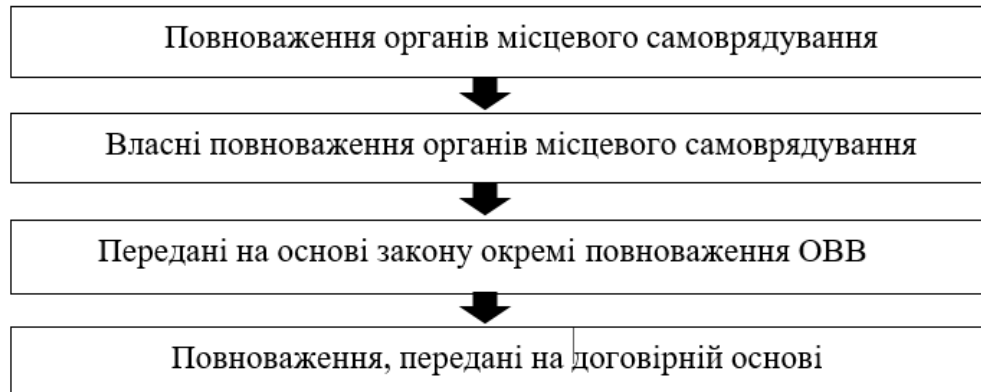 Повноваження органів місцевого самоврядування
Власні повноваження органів місцевого самоврядування
Передані на основі закону окремі повноваження ОВВ
Повноваження, передані на договірній основі